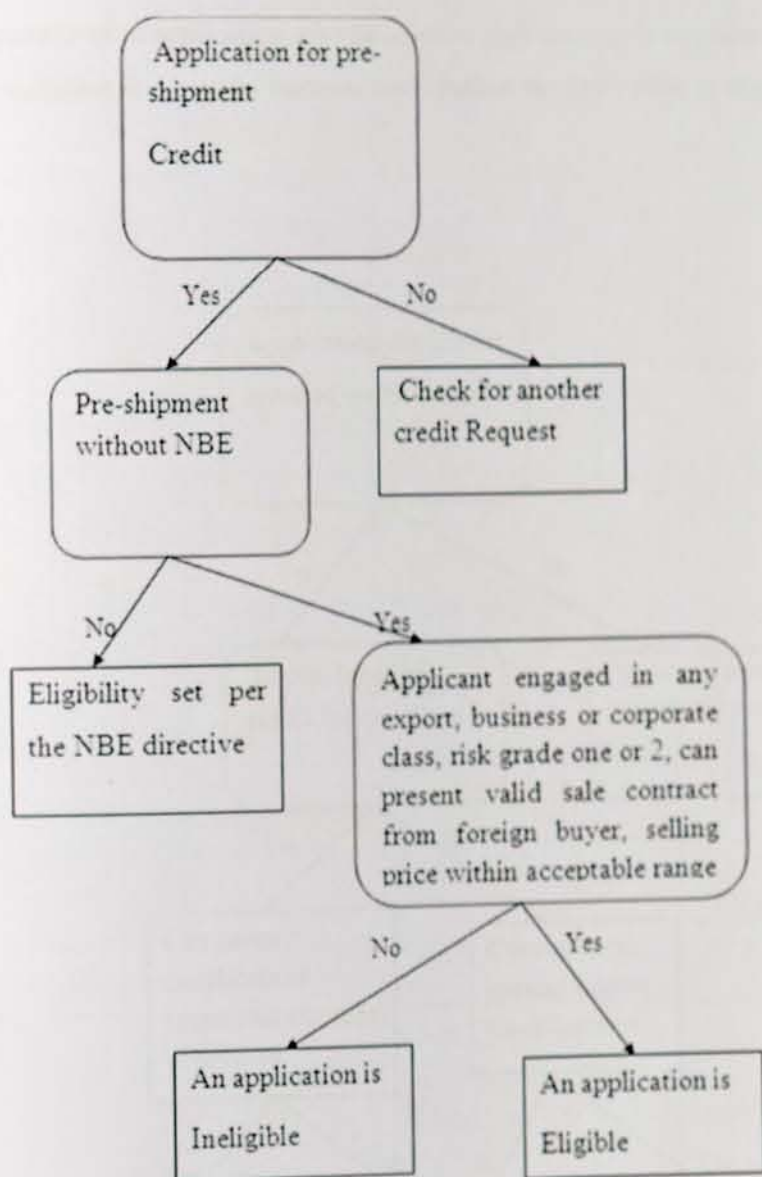 Application for pre-
shipment
Credit
Yes
No
Pre-shipment
without NBE
Check for another
credit Request
No
Yes
Eligibility set per
the NBE directive
Applicant engaged in any
export, business or corporate
class, risk grade one or 2, can
present valid sale contract
from foreign buyer, selling
price within acceptable range
No
Yes
An application is
Ineligible
An application is
Eligible